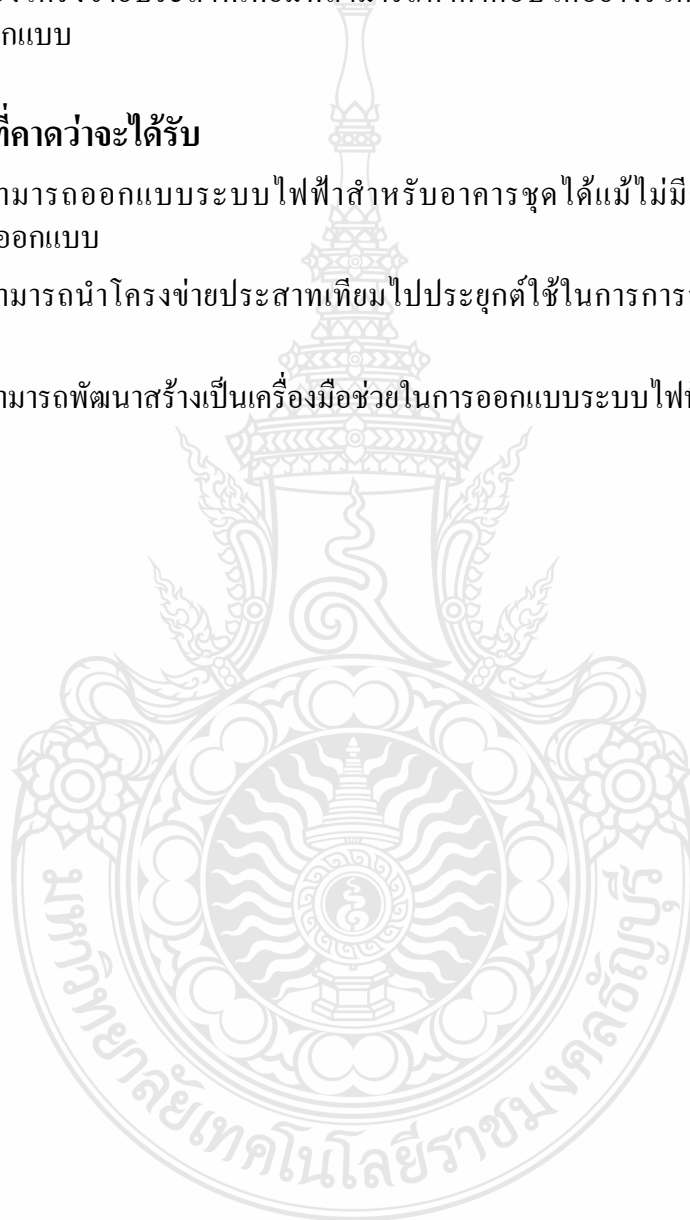 กแบบ
ที่คาดว่าจะได้รับ
ามารถออกแบบระบบไฟฟ้าสำหรับอาคารชุดได้แม้ไม่มี
ออกแบบ
ามารถนำโครงข่ายประสาทเทียมไปประยุกต์ใช้ในการการ
ามารถพัฒนาสร้างเป็นเครื่องมือช่วยในการออกแบบระบบไฟฟ้
มหาวิทยาลัยเทคโนโลยีราชมงคลธัญบุรี